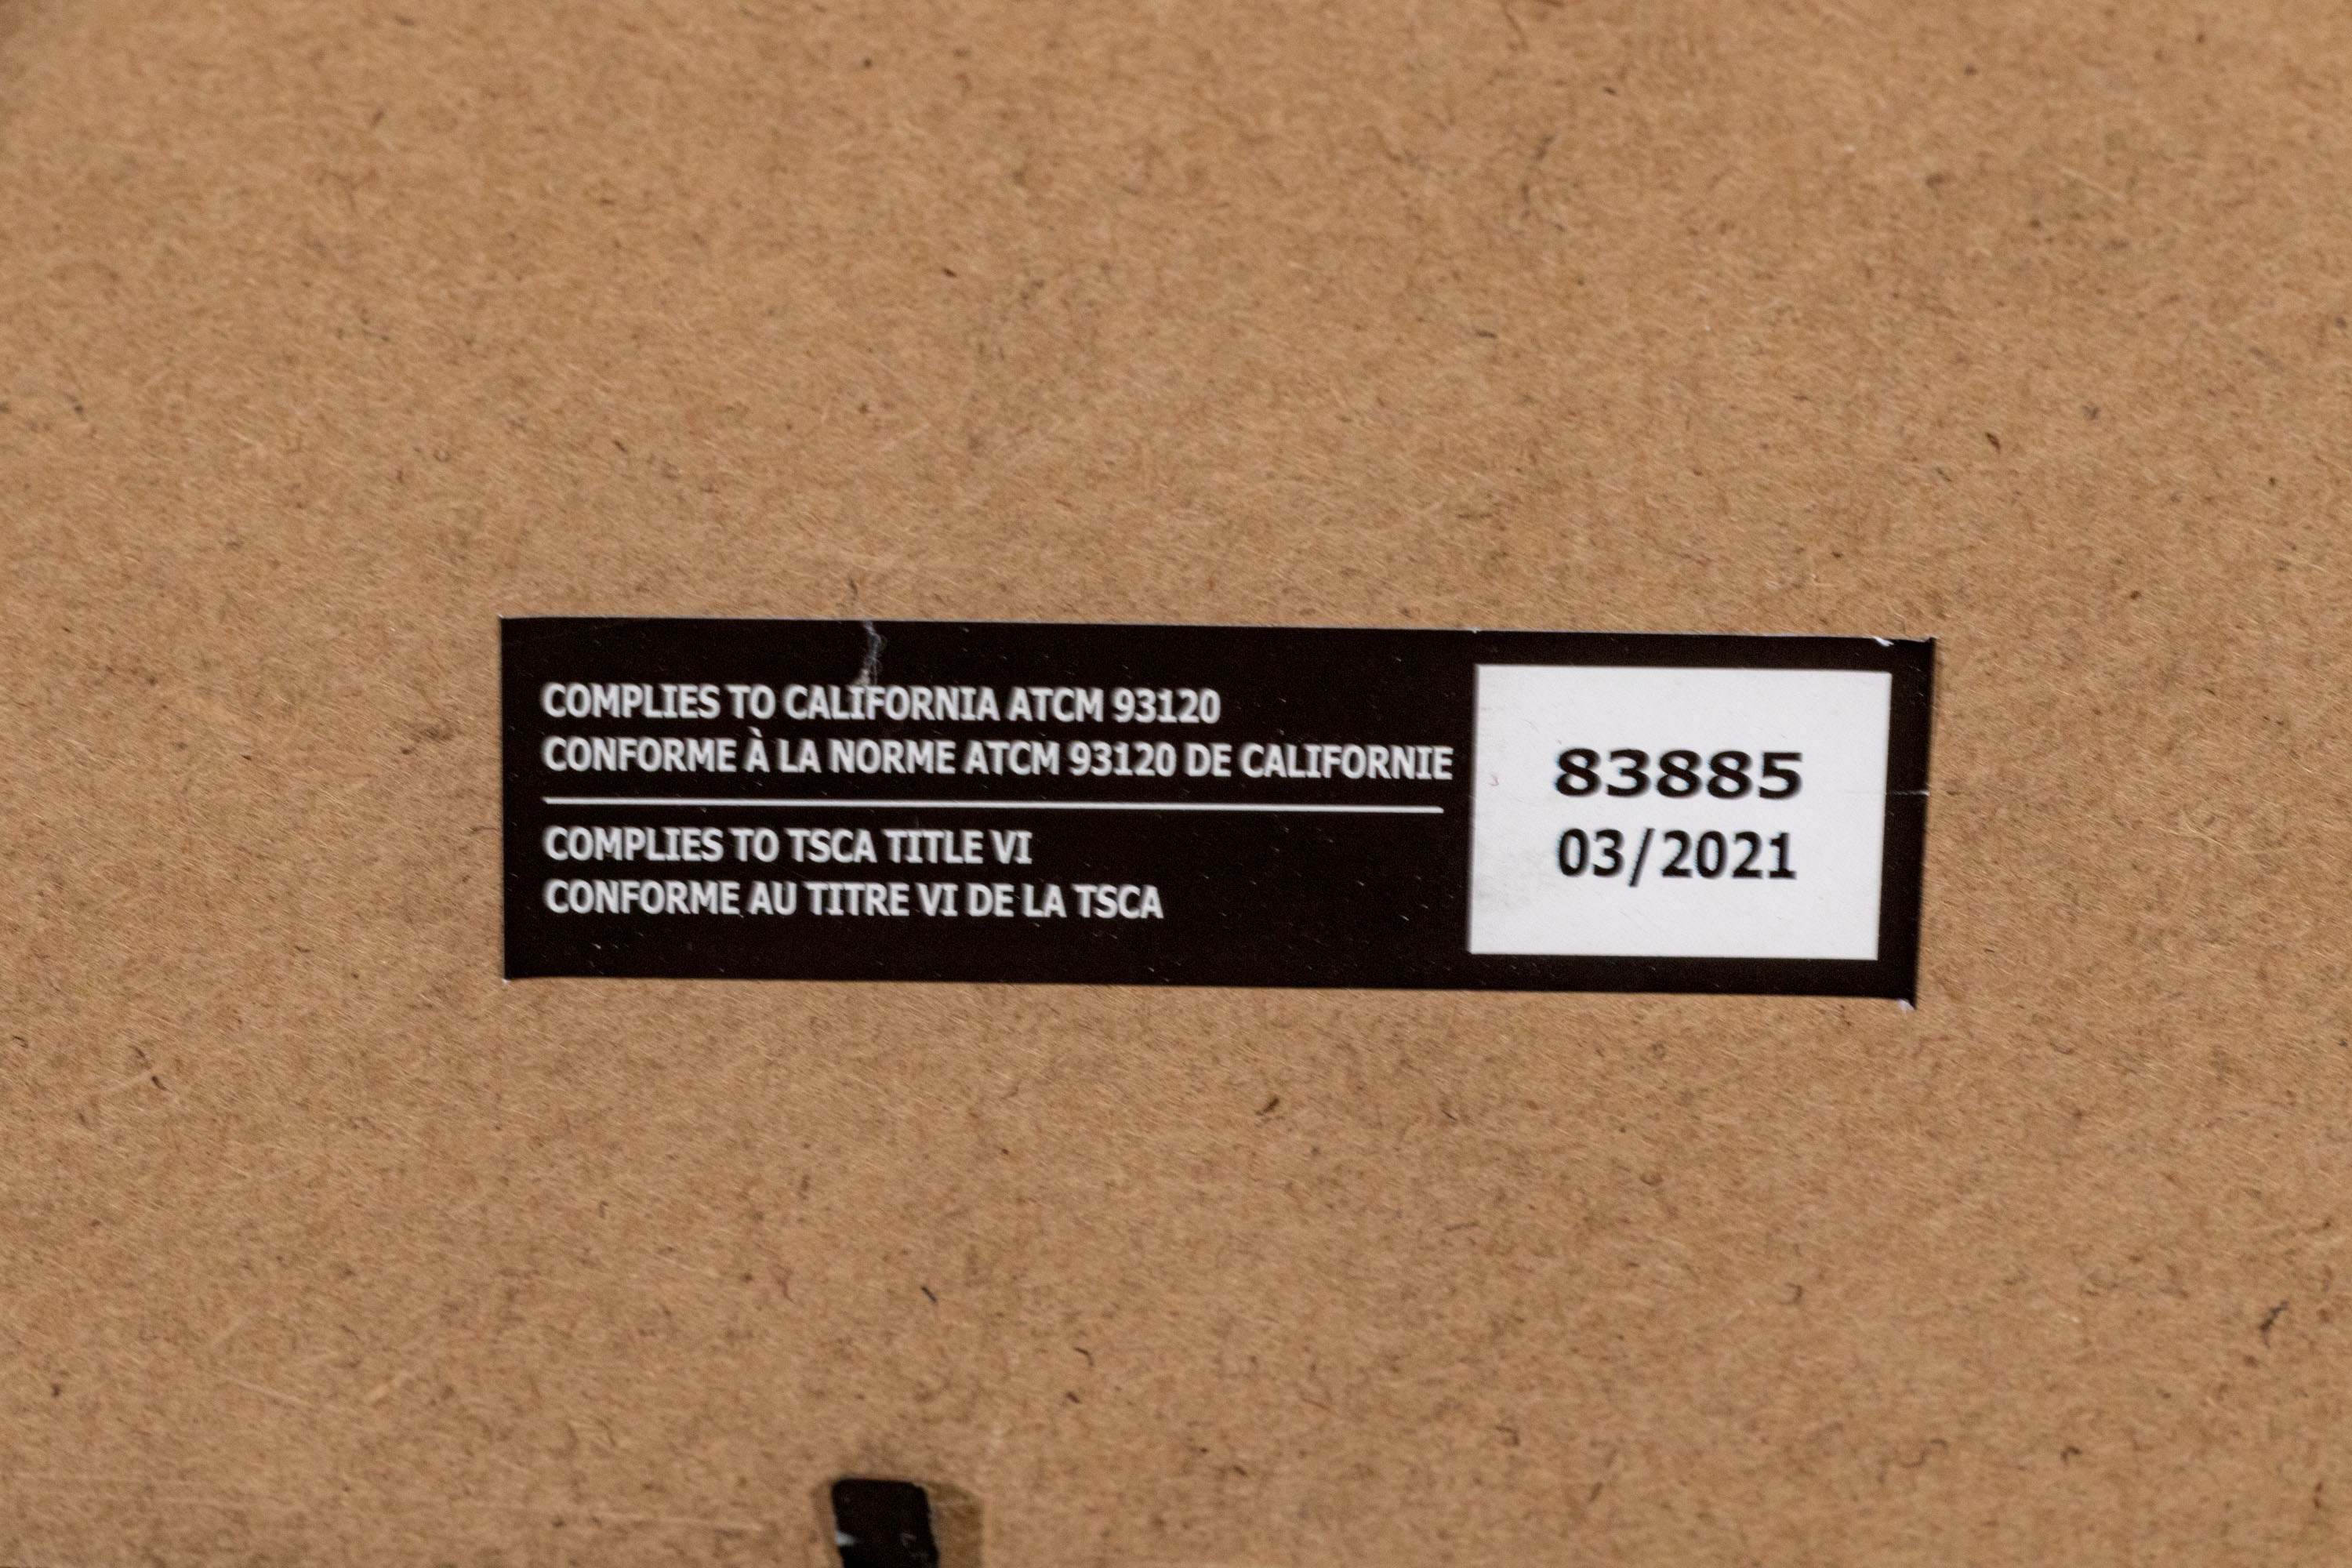 COMPLIES TO CALIFORNIA ATCM 93120
CONFORME À LA NORME ATCM 93120 DE CALIFORNIE
COMPLIES TO TSCA TITLE VI
CONFORME AU TITRE VI DE LA TSCA
83885
03/2021